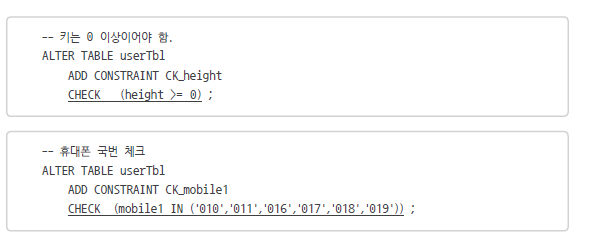 -- 키는 0 이상이어야 함.
ALTER TABLE userTbl
ADD CONSTRAINT CK_height
CHECK (height >= 0) ;
-- 휴대폰 국번 체크
ALTER TABLE userTbl
ADD CONSTRAINT CK_mobile1
CHECK (mobile1 IN ('010','011','016','017','018','019')) ;